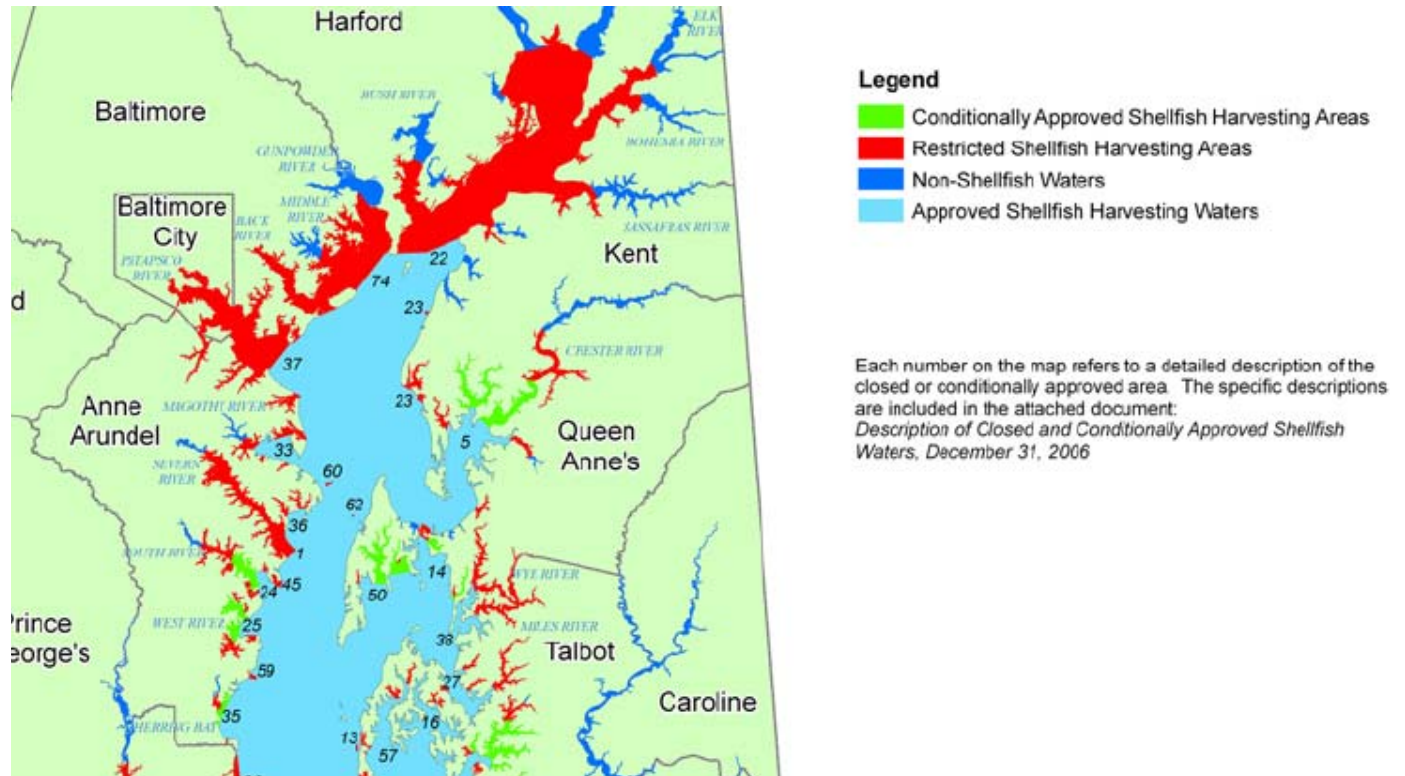 Harford
ELK
RIVER
Legend
Conditionally Approved Shellfish Harvesting Areas
Restricted Shellfish Harvesting Areas
Non-Shellfish Waters
Approved Shellfish Harvesting Waters
BUSH RIVER
Baltimore
BOHEMIA RIVER
GUNPOWDER
RIVER
MIDDLE
RIVER
Baltimore
City
BACK
RIVER
SASSAFRAS RIVER
Kent
PATAPSCO
RIVER
22
74
d
23
CHESTER RIVER
37
Each number on the map refers to a detailed description of the
closed or conditionally approved area. The specific descriptions
are included in the attached document:
Description of Closed and Conditionally Approved Shellfish
Waters, December 31, 2006
Anne
Arundel
MAGOTHY RIVER
23
33
5
Queen
Anne's
SEVERN
RIVER
60
62
36
1
SOUTH RIVER
14
WYE RIVER
45
24
50
WEST RIVER
25
MILES RIVER
38
Prince
eorge's
Talbot
59
27
Caroline
35
HERRING BAY
16
13
57